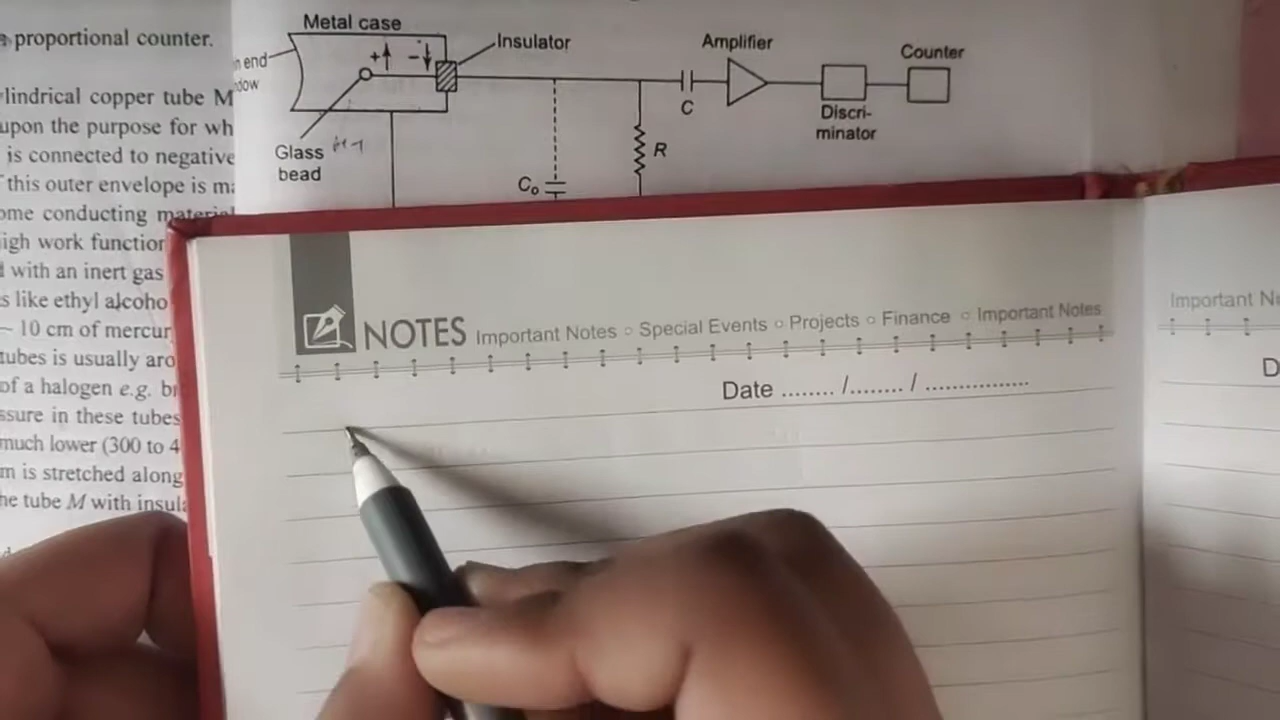 proportional counter.
lindrical copper tube M
upon the purpose for wh
is connected to negative
this outer envelope is m
ome conducting material
igh work function
with an inert gas
s like ethyl alcoho
– 10 cm of mercur
tubes is usually aro
of a halogen e.g. br
ssure in these tubes
much lower (300 to 4
m is stretched along
he tube M with insul
Metal case
end
dow
+ –
Insulator
Amplifier
Counter
C
Discri-
minator
Glass
bead
R
C₀
NOTES Important Notes ○ Special Events ○ Projects ○ Finance ○ Important Notes
Date ......../......../................
Important N
D